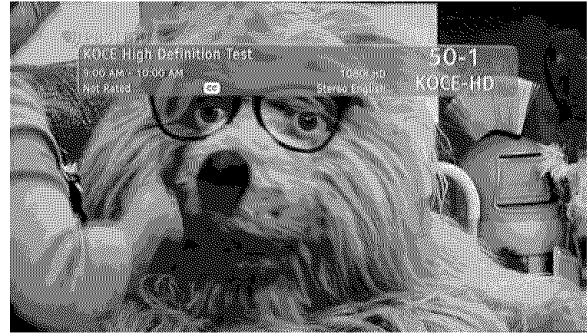 KOCE High Definition Test
50-1
9:00 AM - 10:00 AM
1080i HD
KOCE-HD
Not Rated
CC
Stereo English